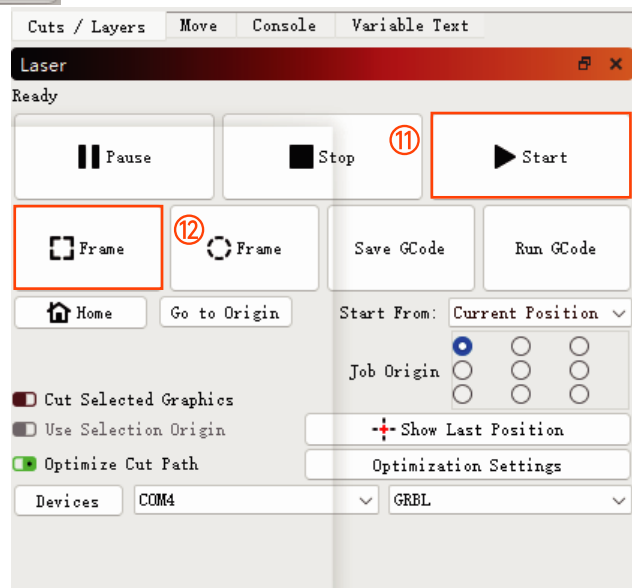 Cuts / Layers Move Console Variable Text
Laser
Ready
Pause Stop ⑪ Start
Frame ⑫ Frame Save GCode Run GCode
Home Go to Origin Start From: Current Position
Job Origin
Cut Selected Graphics
Use Selection Origin Show Last Position
Optimize Cut Path Optimization Settings
Devices COM4 GRBL